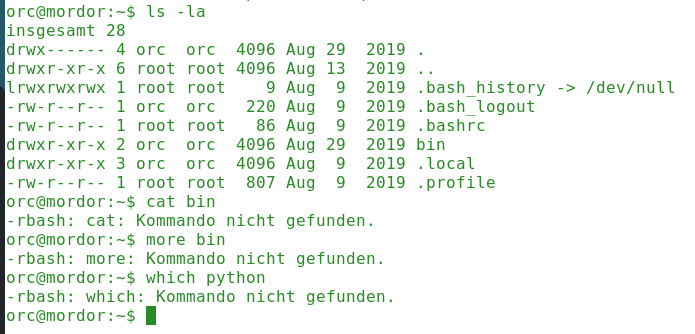 orc@mordor:~$ ls -la
insgesamt 28
drwx------ 4 orc  orc  4096 Aug 29  2019 .
drwxr-xr-x 6 root root 4096 Aug 13  2019 ..
lrwxrwxrwx 1 root root    9 Aug  9  2019 .bash_history -> /dev/null
-rw-r--r-- 1 orc  orc   220 Aug  9  2019 .bash_logout
-rw-r--r-- 1 root root   86 Aug  9  2019 .bashrc
drwxr-xr-x 2 orc  orc  4096 Aug 29  2019 bin
drwxr-xr-x 3 orc  orc  4096 Aug  9  2019 .local
-rw-r--r-- 1 root root  807 Aug  9  2019 .profile
orc@mordor:~$ cat bin
-rbash: cat: Kommando nicht gefunden.
orc@mordor:~$ more bin
-rbash: more: Kommando nicht gefunden.
orc@mordor:~$ which python
-rbash: which: Kommando nicht gefunden.
orc@mordor:~$